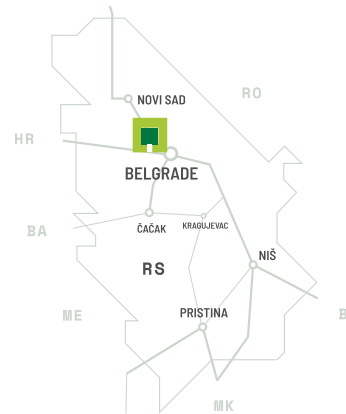 NOVI SAD
RO
HR
BELGRADE
BA
ČAČAK
KRAGUJEVAC
NIŠ
RS
ME
PRISTINA
B
MK